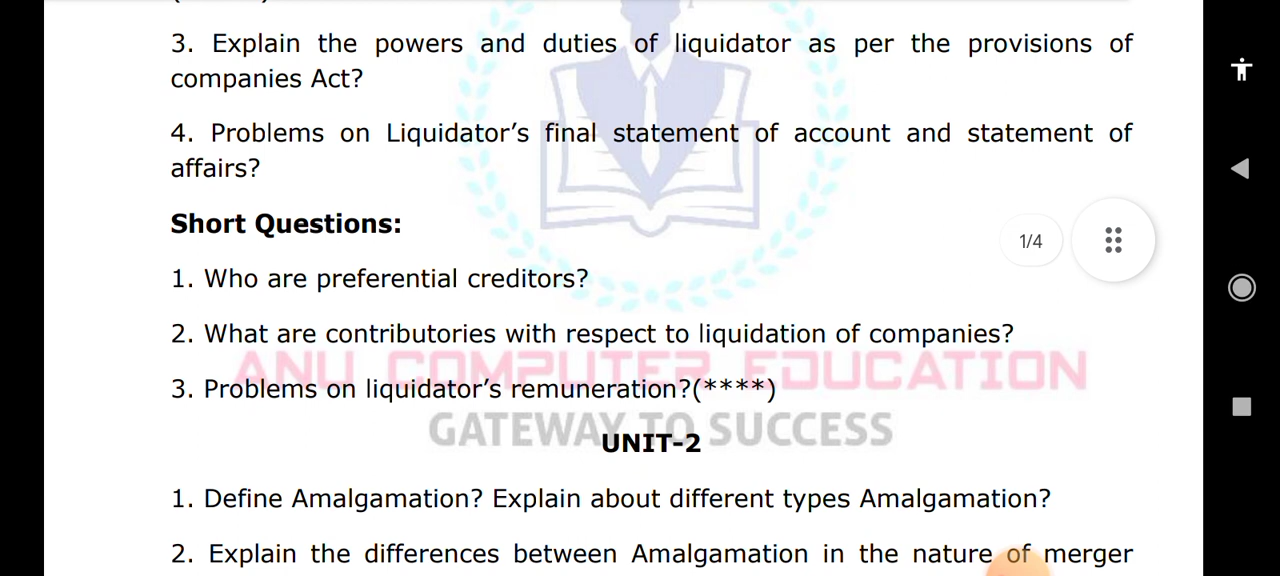 3. Explain the powers and duties of liquidator as per the provisions of
companies Act?
4. Problems on Liquidator's final statement of account and statement of
affairs?
Short Questions:
1/4
1. Who are preferential creditors?
2. What are contributories with respect to liquidation of companies?
ANU COMPUTER EDUCATION
3. Problems on liquidator's remuneration?(****)
GATEWAY TO SUCCESS
UNIT-2
1. Define Amalgamation? Explain about different types Amalgamation?
2. Explain the differences between Amalgamation in the nature of merger